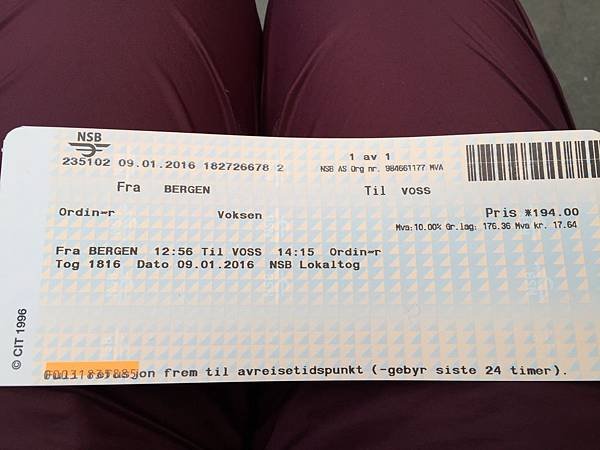 NSB
235102 09.01.2016 182726678 2
1 av 1
NSB AS Org nr. 984661177 MVA
Fra BERGEN Til VOSS
Ordin-r Voksen Pris *194.00
Mva:10.00% Gr.lag: 176.36 Mva kr. 17.64
Fra BERGEN 12:56 Til VOSS 14:15 Ordin-r
Tog 1816 Dato 09.01.2016 NSB Lokaltog
© CIT 1996
frem til avreisetidspunkt (-gebyr siste 24 timer).